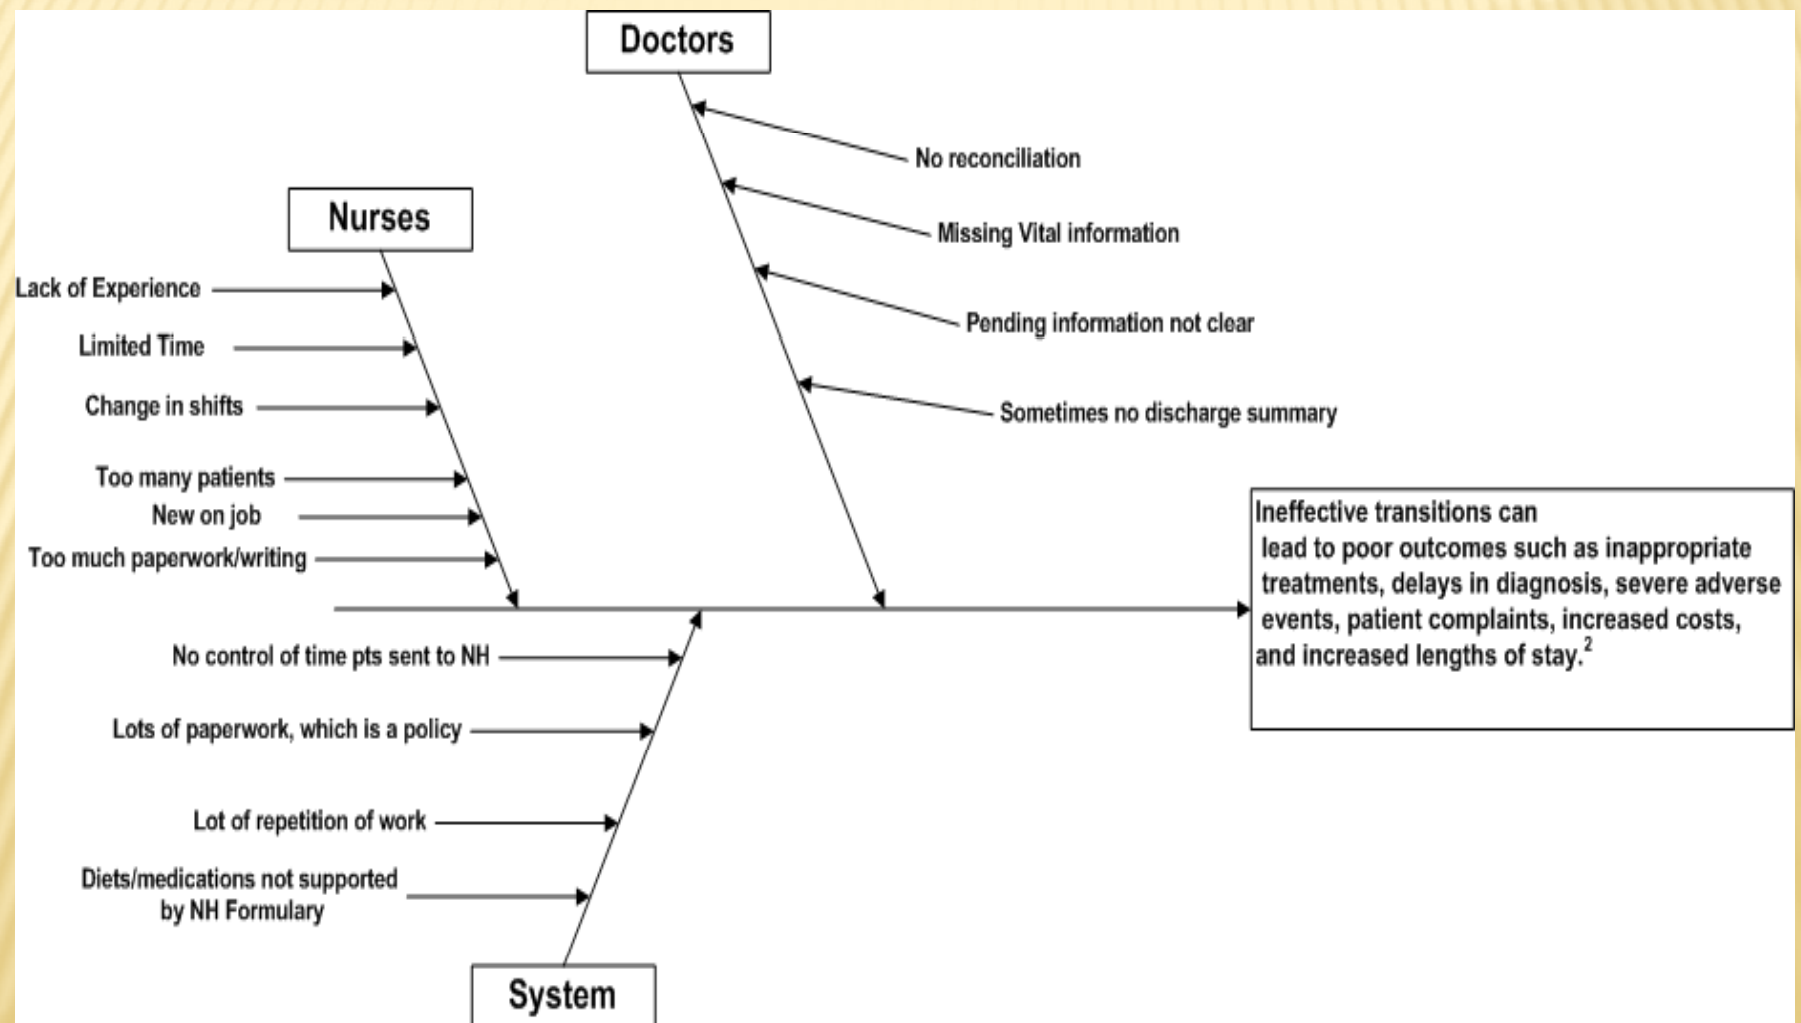 Doctors
No reconciliation
Missing Vital information
Pending information not clear
Sometimes no discharge summary
Nurses
Lack of Experience
Limited Time
Change in shifts
Too many patients
New on job
Too much paperwork/writing
Ineffective transitions can
lead to poor outcomes such as inappropriate
treatments, delays in diagnosis, severe adverse
events, patient complaints, increased costs,
and increased lengths of stay.²
No control of time pts sent to NH
Lots of paperwork, which is a policy
Lot of repetition of work
Diets/medications not supported
by NH Formulary
System